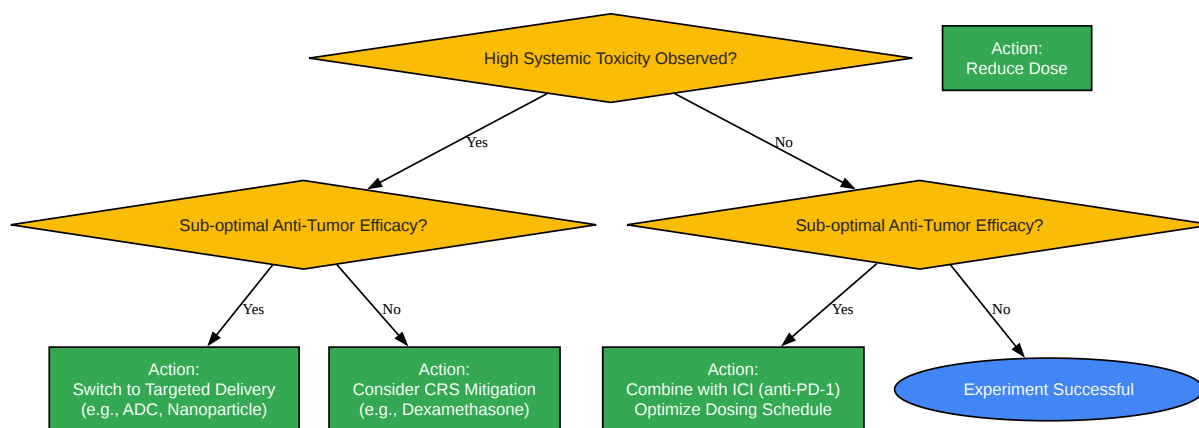 High Systemic Toxicity Observed?
Action:
Reduce Dose
Yes
No
Sub-optimal Anti-Tumor Efficacy?
Sub-optimal Anti-Tumor Efficacy?
Yes
No
Yes
No
Action:
Switch to Targeted Delivery
(e.g., ADC, Nanoparticle)
Action:
Consider CRS Mitigation
(e.g., Dexamethasone)
Action:
Combine with ICI (anti-PD-1)
Optimize Dosing Schedule
Experiment Successful